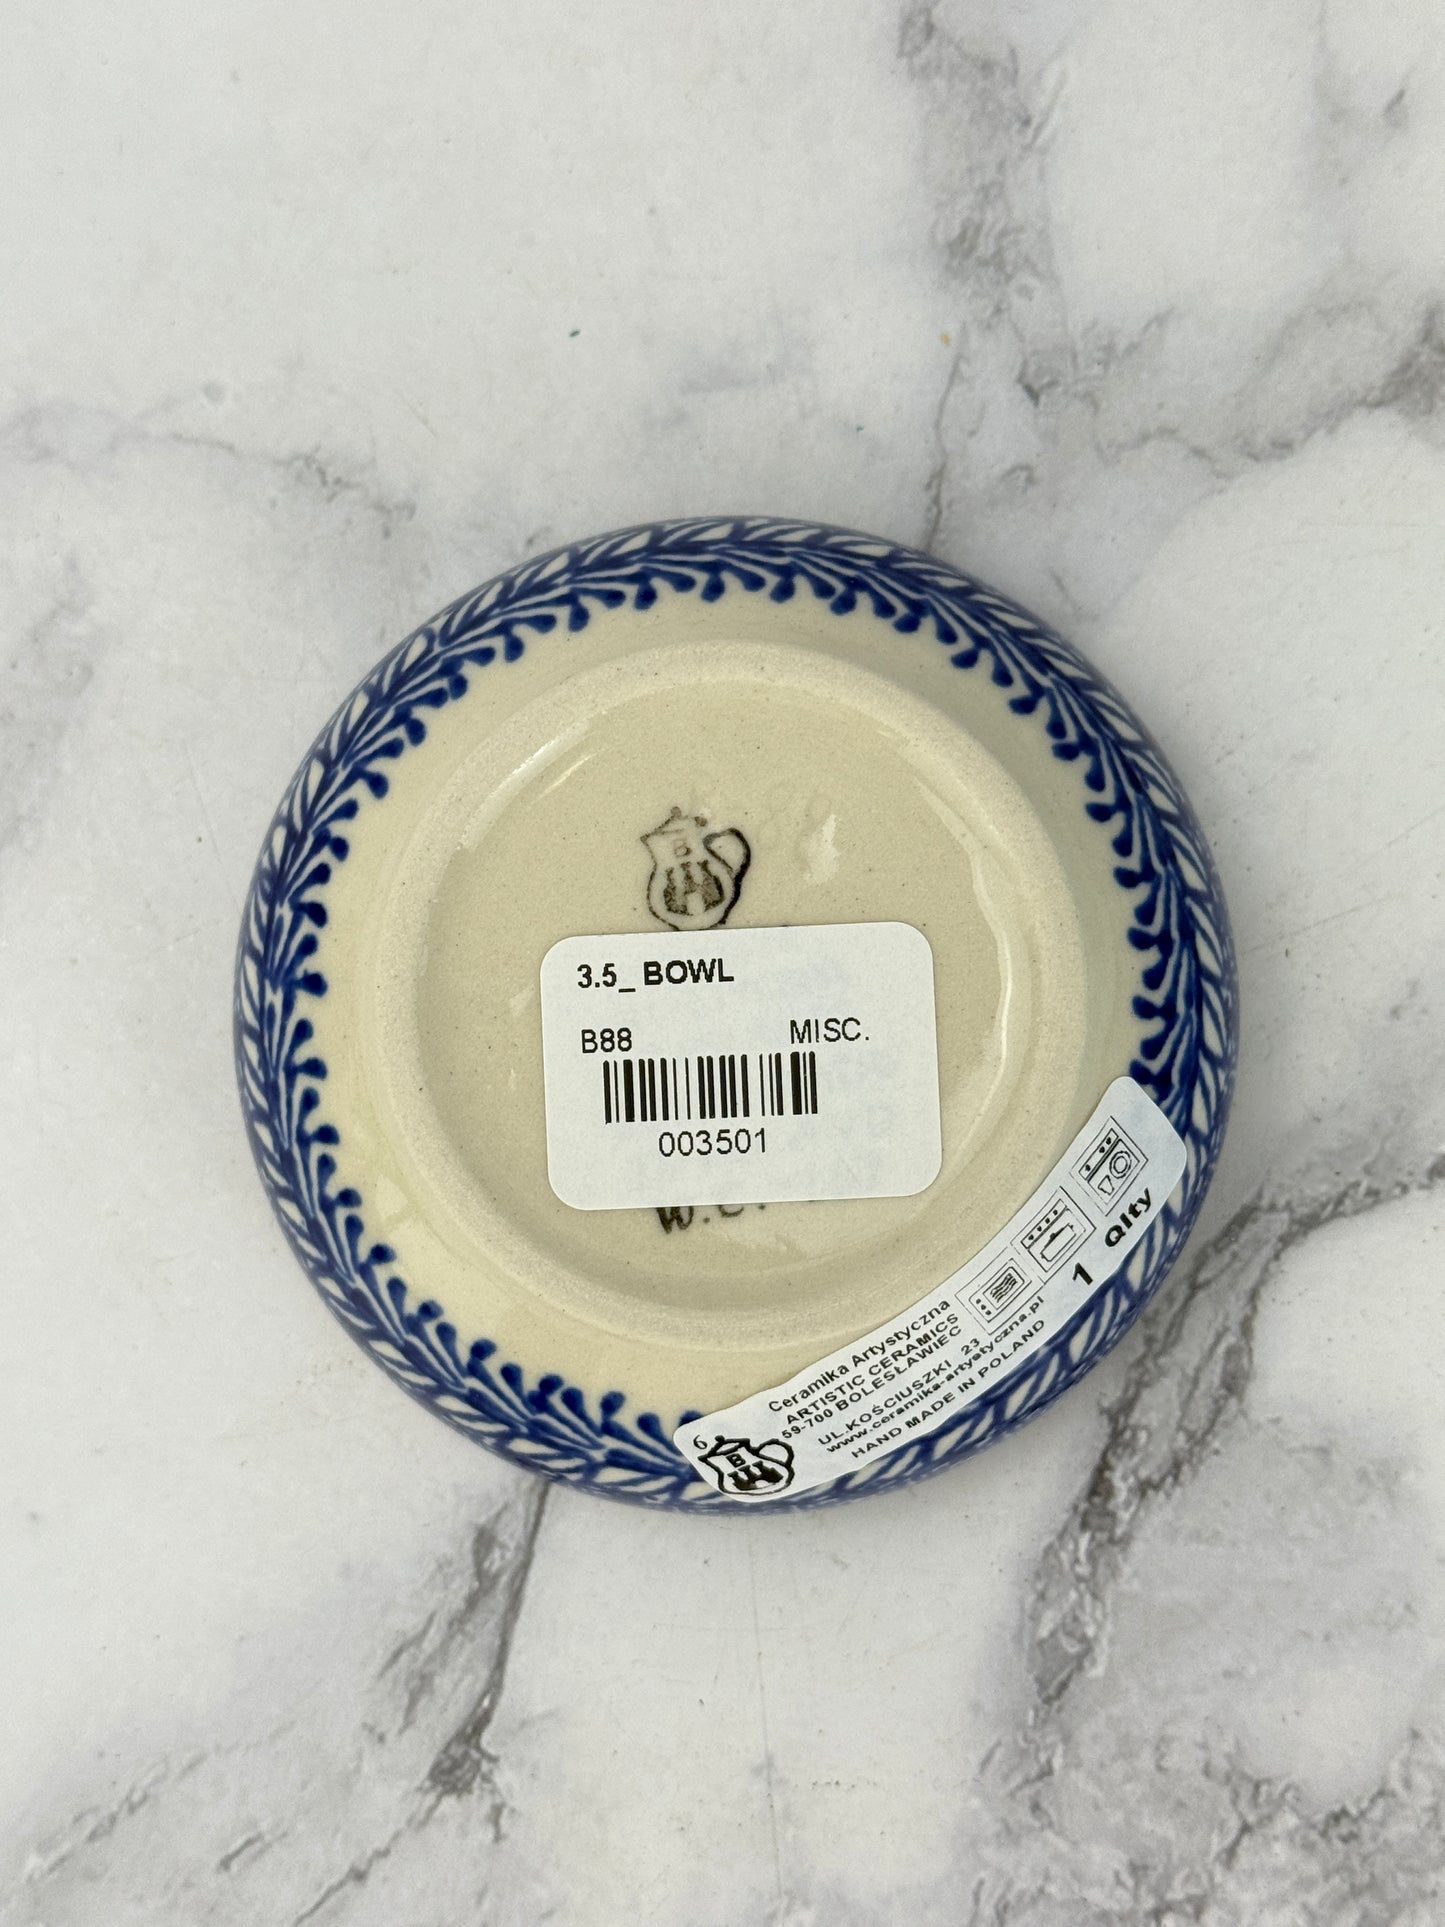 B
3.5_ BOWL
B88 MISC.
003501
6
B
Ceramika Artystyczna
ARTISTIC CERAMICS
59-700 BOLESŁAWIEC
UL.KOŚCIUSZKI 23
www.ceramika-artystyczna.pl
HAND MADE IN POLAND
1 Qlty